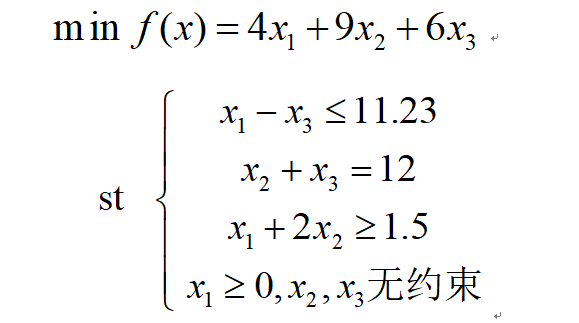 min f(x) = 4x₁ + 9x₂ + 6x₃
st
x₁ − x₃ ≤ 11.23
x₂ + x₃ = 12
x₁ + 2x₂ ≥ 1.5
x₁ ≥ 0, x₂, x₃无约束